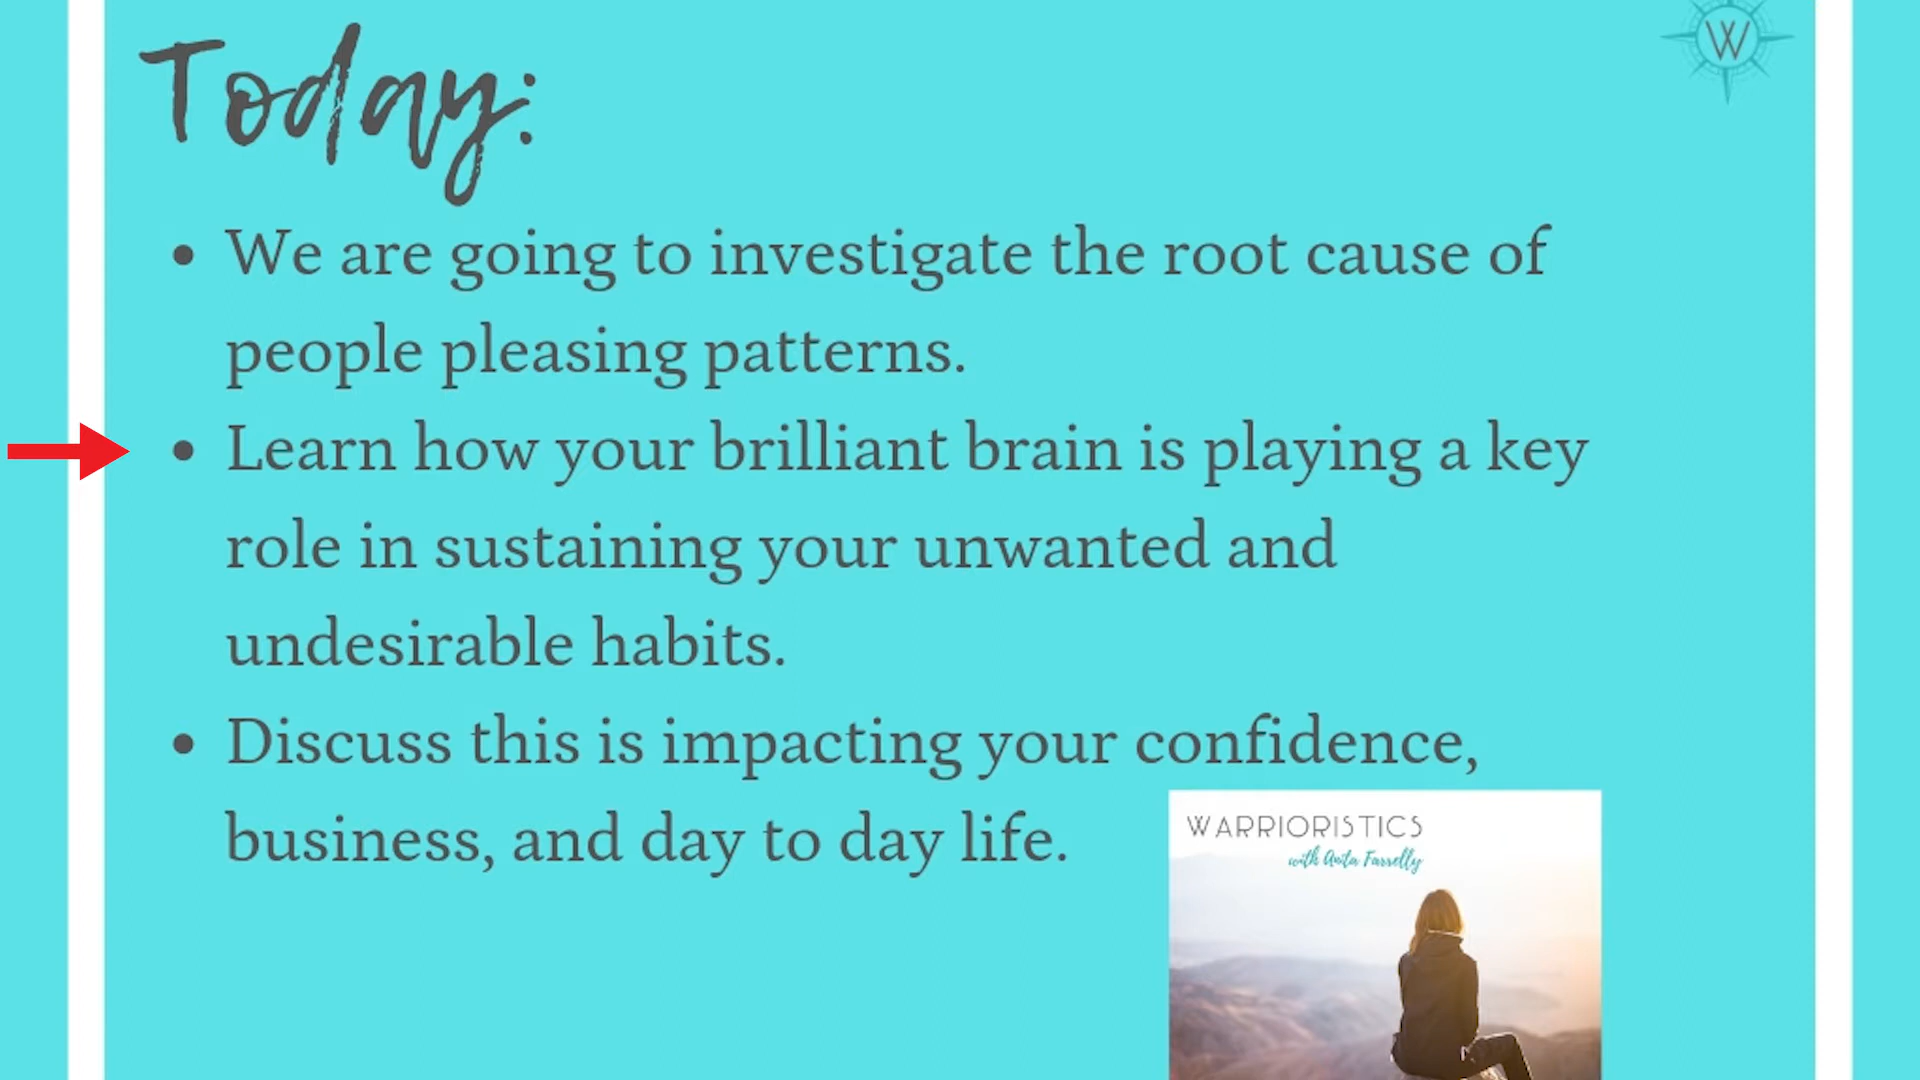 Today:
W
We are going to investigate the root cause of
people pleasing patterns.
Learn how your brilliant brain is playing a key
role in sustaining your unwanted and
undesirable habits.
Discuss this is impacting your confidence,
business, and day to day life.
WARRIORISTICS
with Anita Farrelly